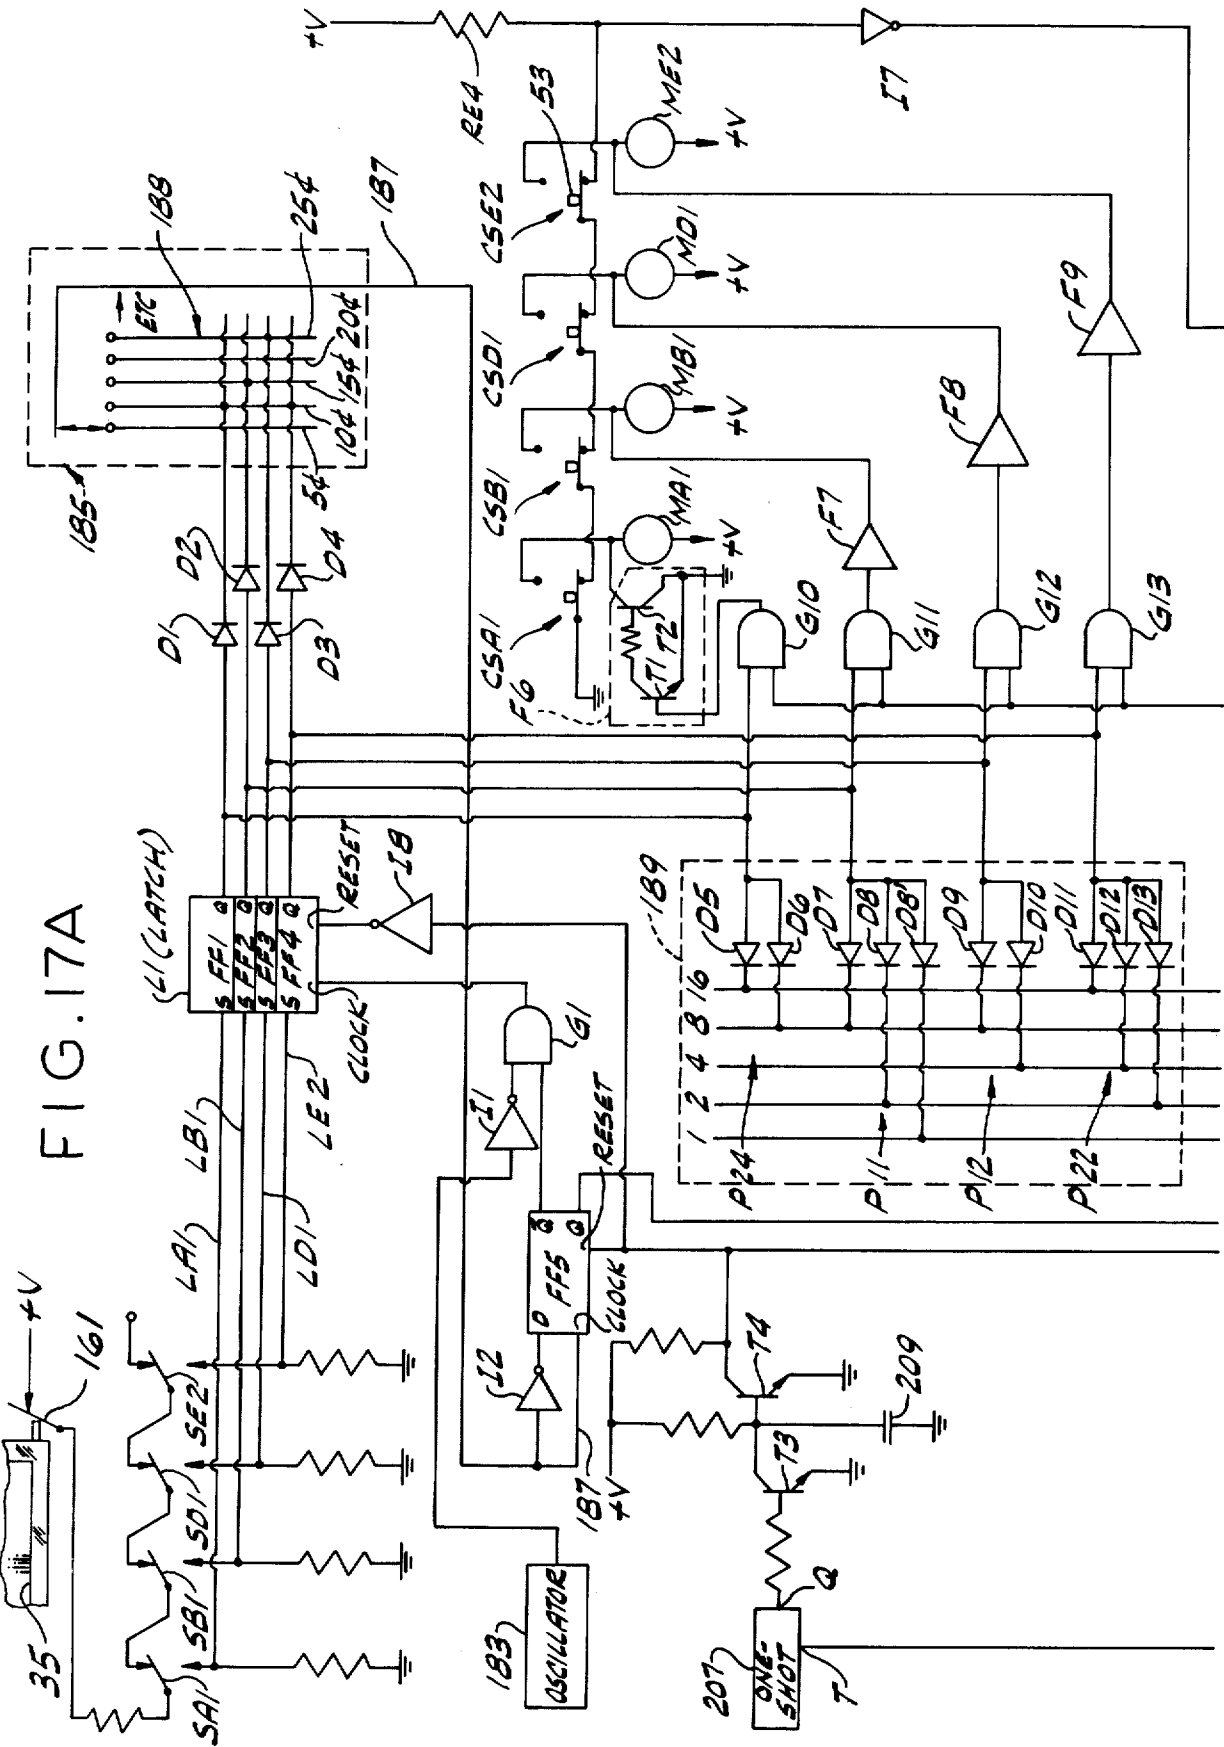 FIG. 17A
35
+V
161
SA1
SB1
SD1
SE2
LA1
LB1
LD1
LE2
L1 (LATCH)
S FF1 Q
S FF2 Q
S FF3 Q
S FF4 Q
CLOCK
RESET
I8
D1
D2
D3
D4
185
188
ETC
5¢
10¢
15¢
20¢
25¢
187
183
OSCILLATOR
I1
G1
I2
D
FF5
Q̅
Q
CLOCK
RESET
187
+V
T4
T3
209
207
ONE-
SHOT
Q
T
+V
RE4
53
I7
CSA1
CSB1
CSD1
CSE2
MA1
MB1
MD1
ME2
+V
+V
+V
+V
F6
T1
T2
F7
F8
F9
G10
G11
G12
G13
189
D5
D6
D7
D8
D8'
D9
D10
D11
D12
D13
16
8
4
2
1
P24
P11
P12
P22